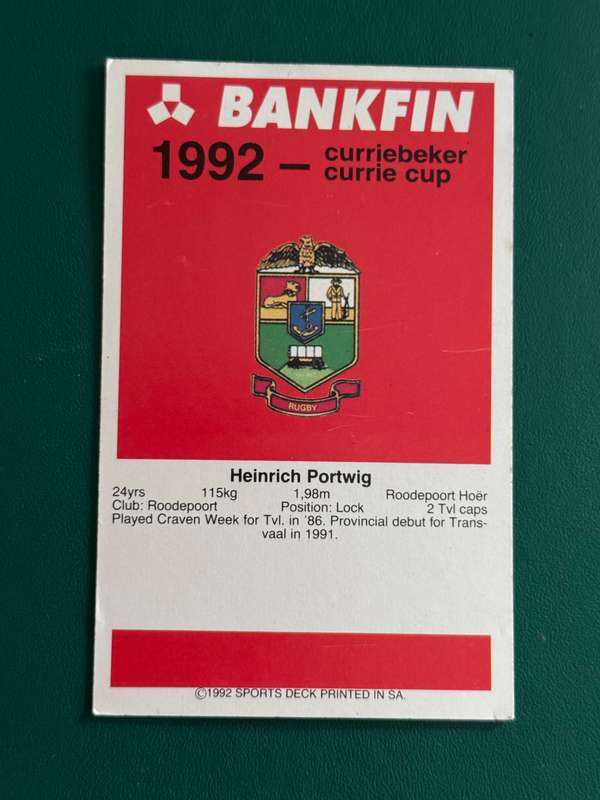 BANKFIN
1992 – curriebeker
currie cup
RUGBY
Heinrich Portwig
24yrs 115kg 1,98m Roodepoort Hoër
Club: Roodepoort Position: Lock 2 Tvl caps
Played Craven Week for Tvl. in '86. Provincial debut for Trans-
vaal in 1991.
©1992 SPORTS DECK PRINTED IN SA.